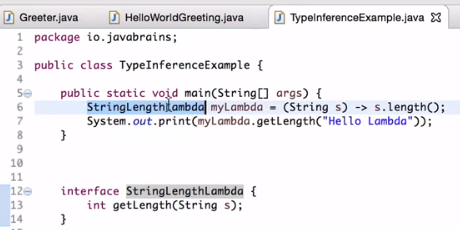 Greeter.java HelloWorldGreeting.java TypeInferenceExample.java
1 package io.javabrains;
2
3 public class TypeInferenceExample {
4
5 public static void main(String[] args) {
6 StringLengthLambda myLambda = (String s) -> s.length();
7 System.out.print(myLambda.getLength("Hello Lambda"));
8 }
9
10
11
12 interface StringLengthLambda {
13 int getLength(String s);
14 }